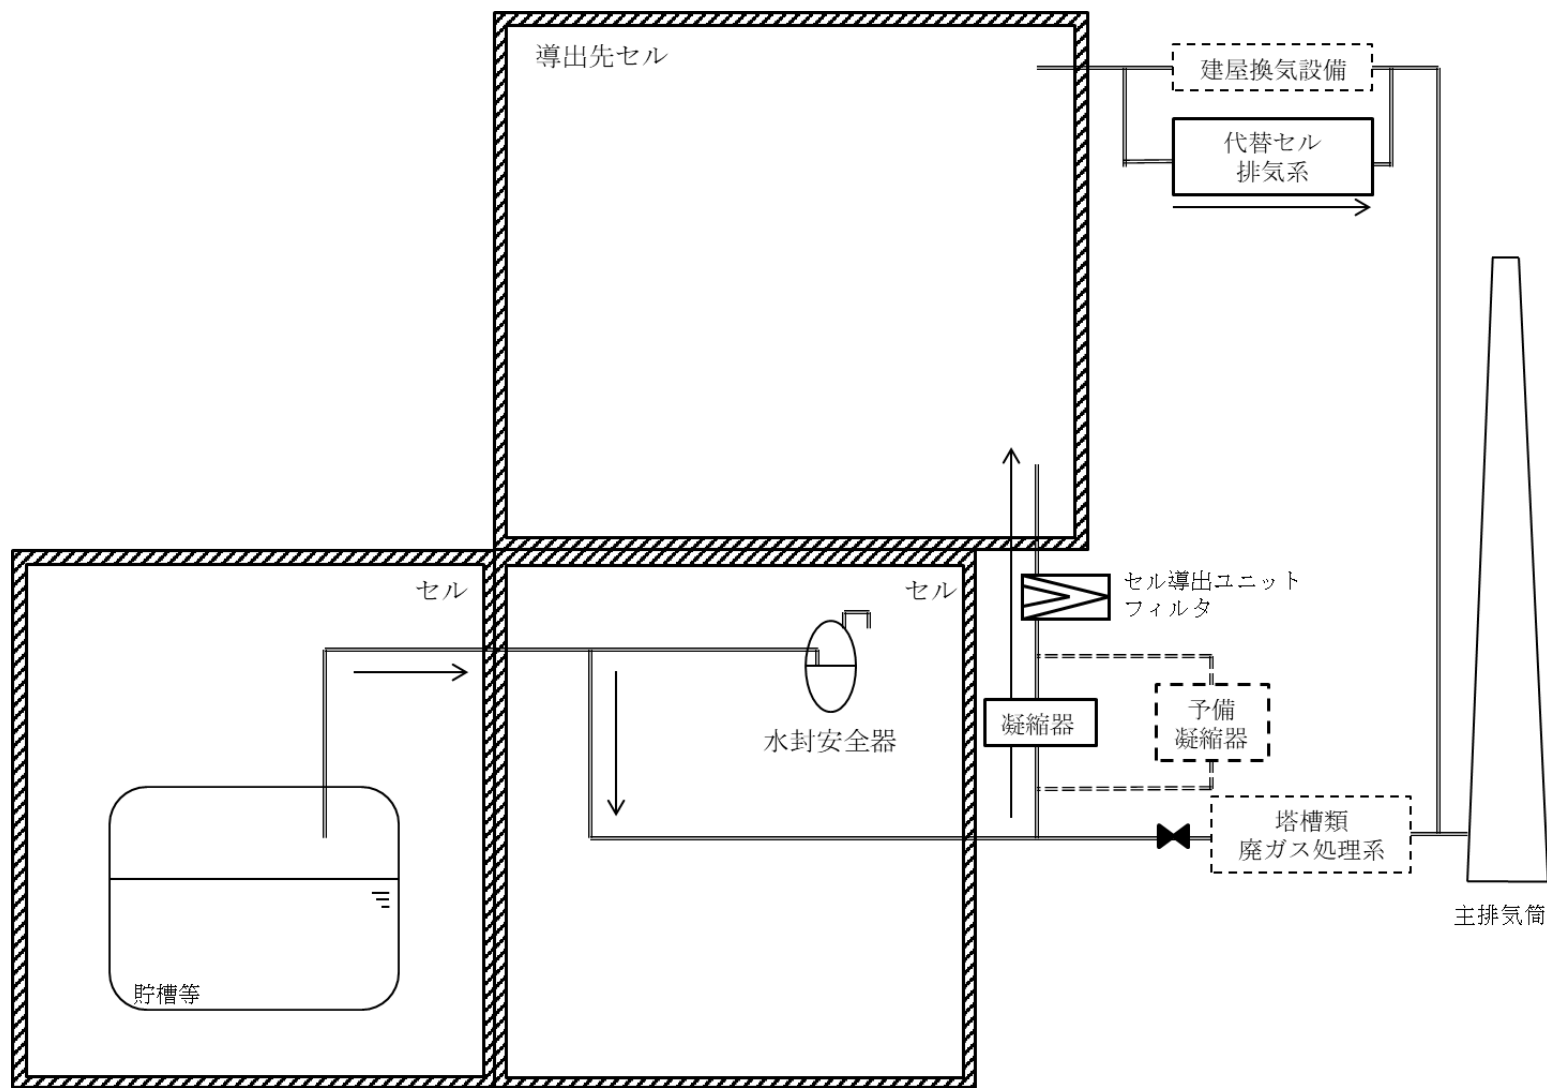 導出先セル
建屋換気設備
代替セル
排気系
セル
セル
セル導出ユニット
フィルタ
水封安全器
凝縮器
予備
凝縮器
塔槽類
廃ガス処理系
主排気筒
貯槽等